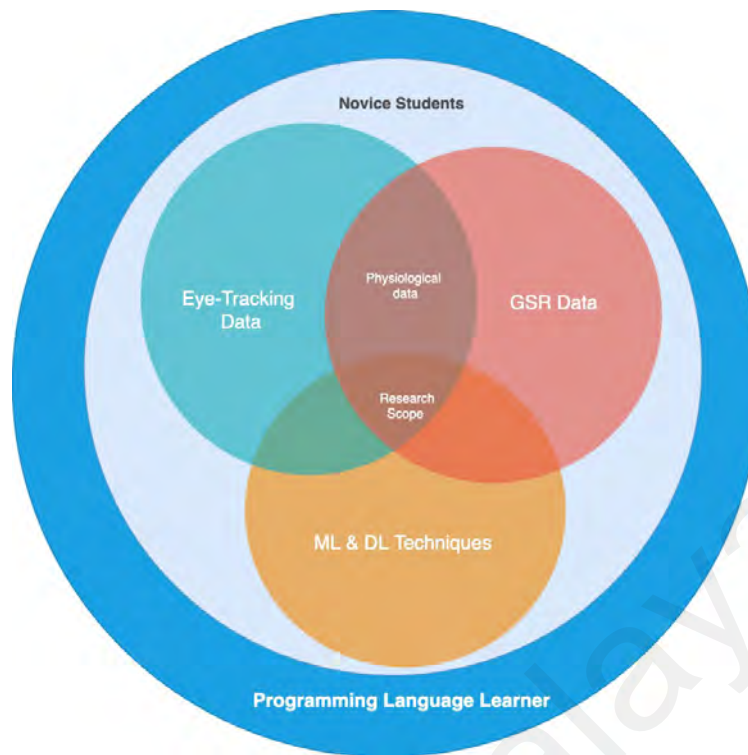 Novice Students
Physiological
data
Eye-Tracking
Data
GSR Data
Research
Scope
ML & DL Techniques
Programming Language Learner